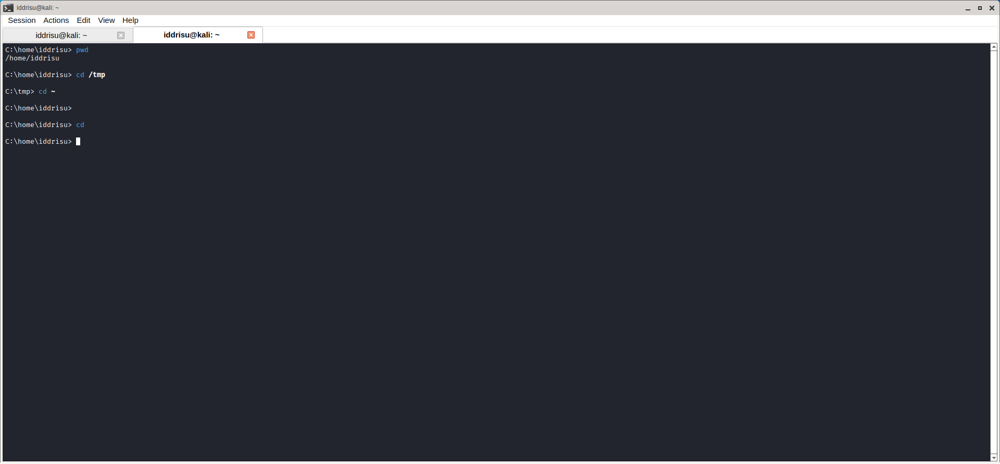 iddrisu@kali: ~
Session Actions Edit View Help
iddrisu@kali: ~ iddrisu@kali: ~
C:\home\iddrisu> pwd
/home/iddrisu
C:\home\iddrisu> cd /tmp
C:\tmp> cd ~
C:\home\iddrisu>
C:\home\iddrisu> cd
C:\home\iddrisu>